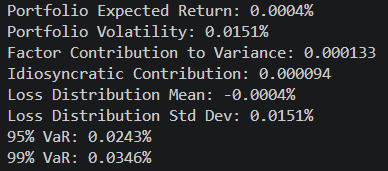 Portfolio Expected Return: 0.0004%
Portfolio Volatility: 0.0151%
Factor Contribution to Variance: 0.000133
Idiosyncratic Contribution: 0.000094
Loss Distribution Mean: -0.0004%
Loss Distribution Std Dev: 0.0151%
95% VaR: 0.0243%
99% VaR: 0.0346%